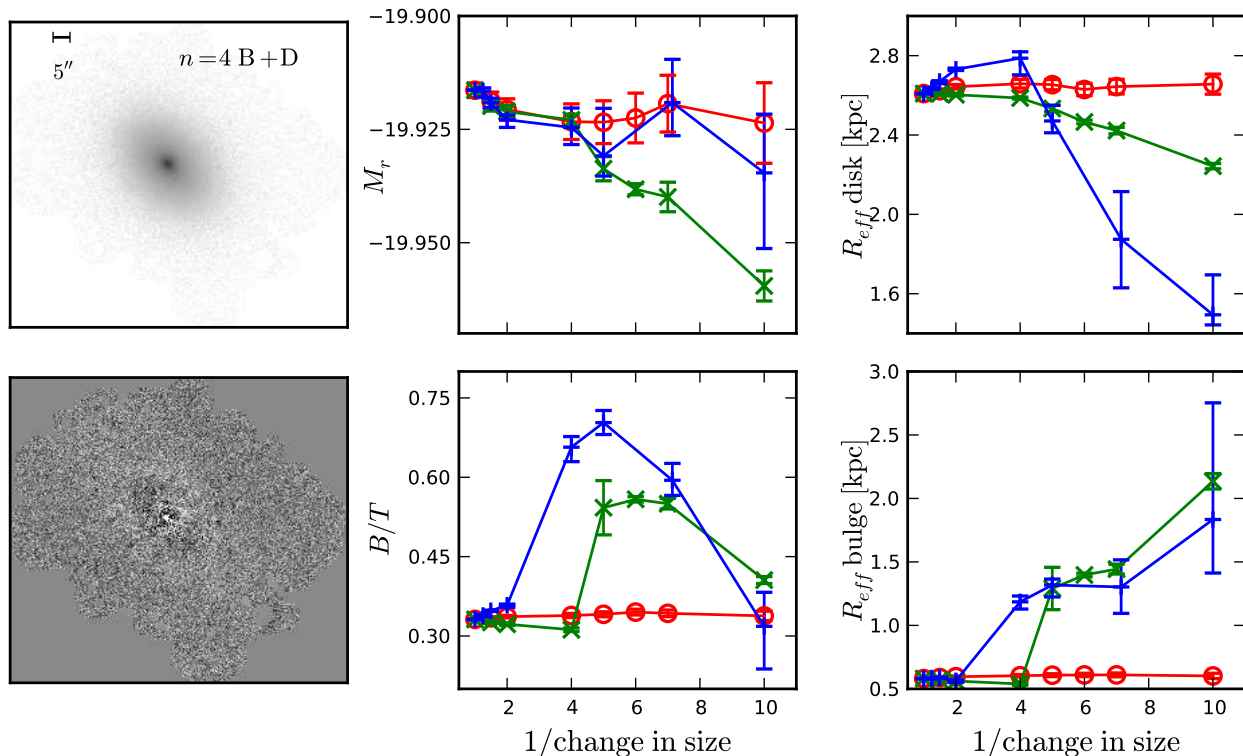 5″
n=4 B+D
−19.900
−19.925
−19.950
M_r
2.8
2.4
2.0
1.6
R_eff disk [kpc]
0.75
0.60
0.45
0.30
B/T
2 4 6 8 10
1/change in size
3.0
2.5
2.0
1.5
1.0
0.5
R_eff bulge [kpc]
2 4 6 8 10
1/change in size